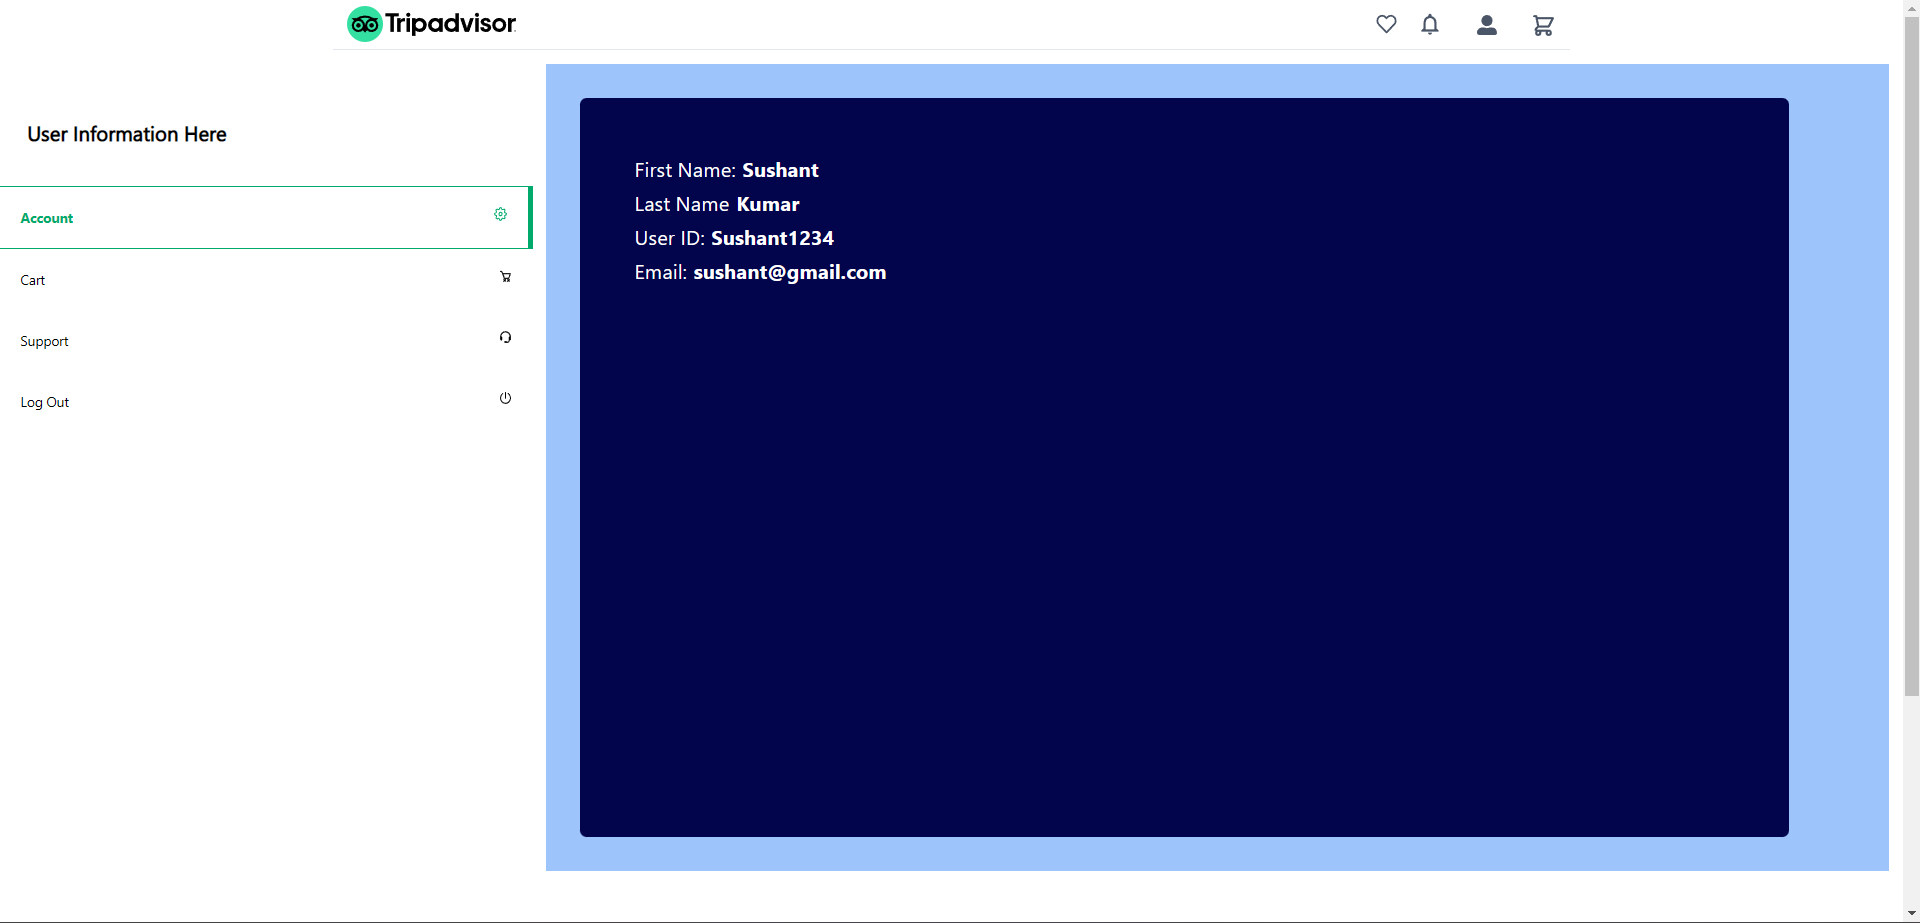 Tripadvisor
User Information Here
Account
Cart
Support
Log Out
First Name: Sushant
Last Name Kumar
User ID: Sushant1234
Email: sushant@gmail.com